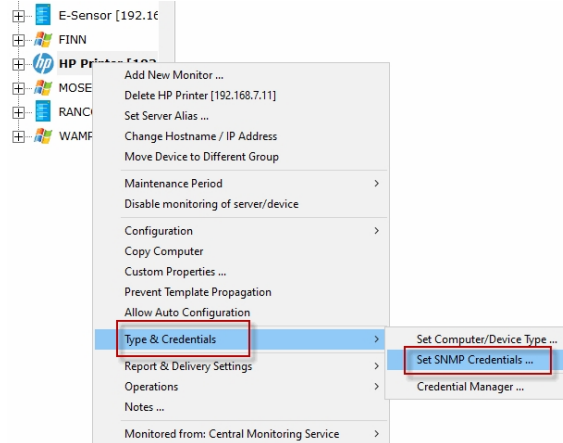 E-Sensor [192.16
FINN
HP Printer [192
Add New Monitor ...
MOSE
Delete HP Printer [192.168.7.11]
RANCO
Set Server Alias ...
WAMP
Change Hostname / IP Address
Move Device to Different Group
Maintenance Period >
Disable monitoring of server/device
Configuration >
Copy Computer
Custom Properties ...
Prevent Template Propagation
Allow Auto Configuration
Type & Credentials >
Set Computer/Device Type ...
Set SNMP Credentials ...
Credential Manager ...
Report & Delivery Settings >
Operations >
Notes ...
Monitored from: Central Monitoring Service >